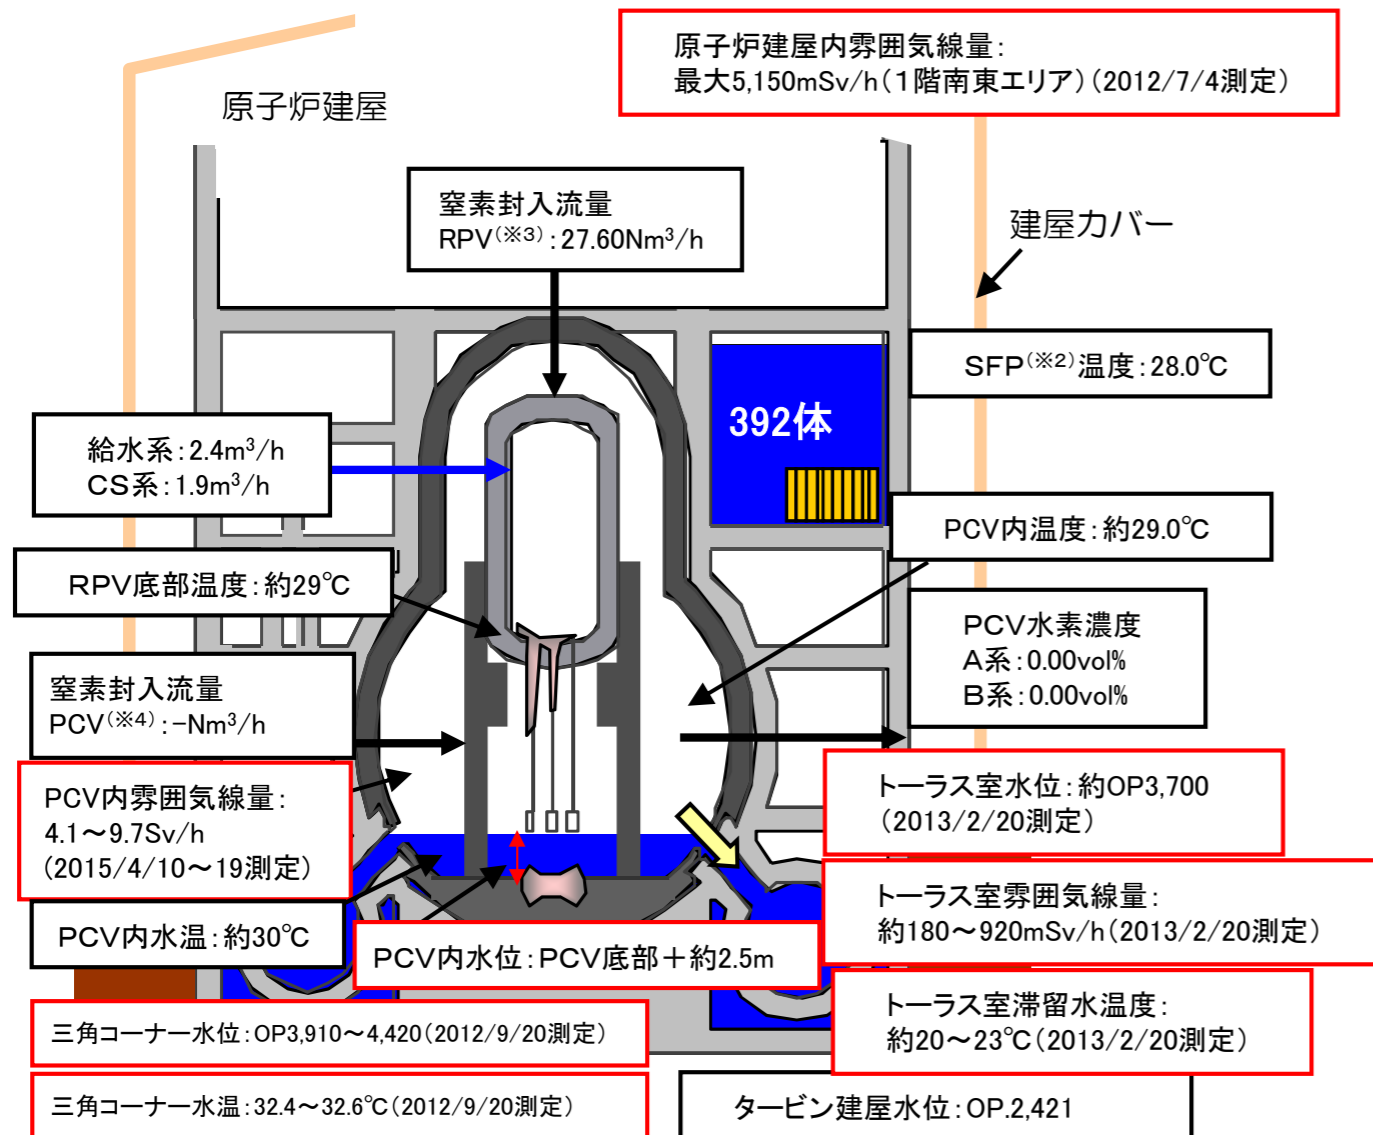 原子炉建屋内雰囲気線量：
最大5,150mSv/h（1階南東エリア）（2012/7/4測定）
原子炉建屋
窒素封入流量
RPV(※3)：27.60Nm³/h
建屋カバー
SFP(※2)温度：28.0℃
392体
給水系：2.4m³/h
CS系：1.9m³/h
PCV内温度：約29.0℃
RPV底部温度：約29℃
PCV水素濃度
A系：0.00vol%
B系：0.00vol%
窒素封入流量
PCV(※4)：-Nm³/h
PCV内雰囲気線量：
4.1～9.7Sv/h
（2015/4/10～19測定）
トーラス室水位：約OP3,700
（2013/2/20測定）
トーラス室雰囲気線量：
約180～920mSv/h（2013/2/20測定）
PCV内水温：約30℃
PCV内水位：PCV底部＋約2.5m
トーラス室滞留水温度：
約20～23℃（2013/2/20測定）
三角コーナー水位：OP3,910～4,420（2012/9/20測定）
三角コーナー水温：32.4～32.6℃（2012/9/20測定）
タービン建屋水位：OP.2,421